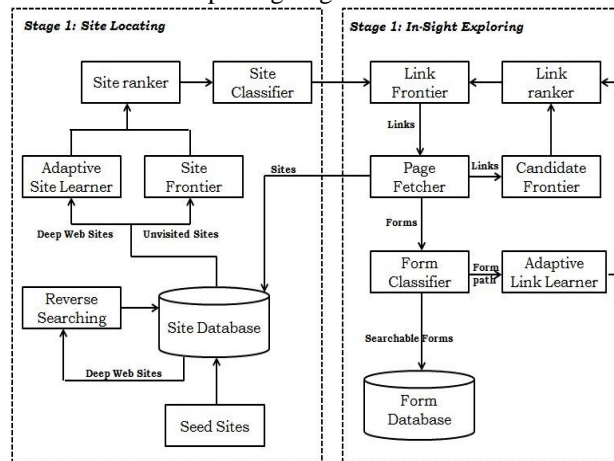 Stage 1: Site Locating
Site ranker
Site
Classifier
Adaptive
Site Learner
Site
Frontier
Deep Web Sites
Unvisited Sites
Sites
Reverse
Searching
Site Database
Deep Web Sites
Seed Sites
Stage 1: In-Sight Exploring
Link
Frontier
Link
ranker
Links
Page
Fetcher
Links
Candidate
Frontier
Forms
Form
Classifier
Form
path
Adaptive
Link Learner
Searchable Forms
Form
Database